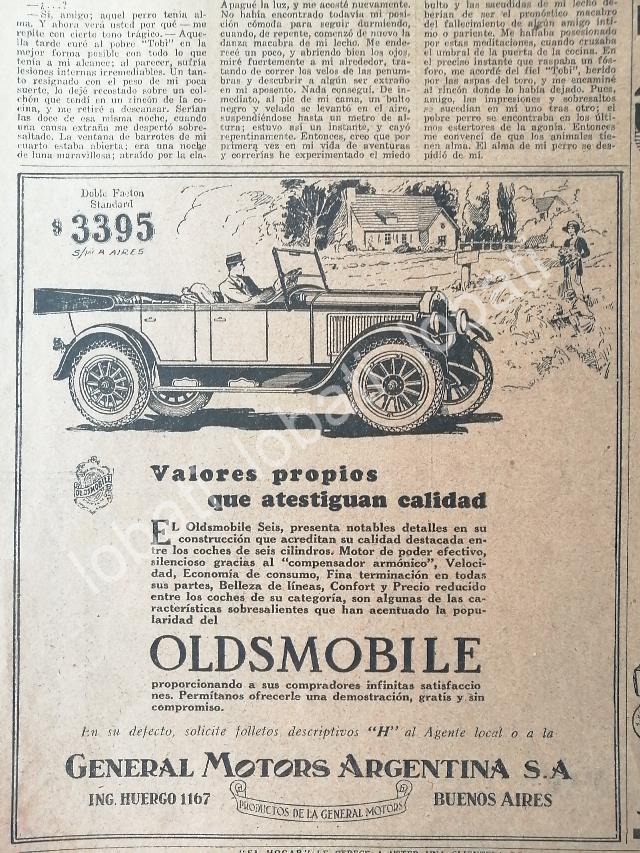 —¿...?
—Sí, amigo; aquel perro tenía al-
ma. Y ahora verá usted por qué — me
replite con cierto tono trágico. — Aque-
lla tarde curé al pobre "Tobi" en la
mejor forma posible con todo lo que
tenía a mi alcance; al parecer, sufría
lesiones internas irremediables. Un tan-
to resignado con el peso de mi poca
suerte, lo dejé recostado sobre un col-
chón que tendí en un rincón de la co-
cina, y me retiré a descansar. Serían
las doce de esa misma noche, cuando
una causa extraña me despertó sobre-
saltado. La ventana de barrotes de mi
cuarto estaba abierta; era una noche
de luna maravillosa; atraído por la cla-
Apagué la luz, y me acosté nuevamente.
No había encontrado todavía mi posi-
ción cómoda para seguir durmiendo,
cuando, de repente, comenzó de nuevo la
danza macabra de mi lecho. Me ende-
recé un poco, y abriendo bien los ojos,
miré fuertemente a mi alrededor, tra-
tando de correr los velos de las penum-
bras y descubrir a algún ser extraño
en mi aposento. Nada conseguí. De in-
mediato, al pie de mi cama, un bulto
negro y velado se levantó en el aire,
suspendiéndose hasta un metro de al-
tura; estuvo así un instante, y cayó
repentinamente. Entonces, creo que por
primera vez en mi vida de aventuras
y correrías he experimentado el miedo
bulto y las sacudidas de mi lecho de-
berían de ser el pronóstico macabro
del fallecimiento de algún amigo ínti-
mo o pariente. Me hallaba posesionado
por estas meditaciones, cuando cruzaba
el umbral de la puerta de la cocina. En
el preciso instante que raspaba un fós-
foro, me acordé del fiel "Tobi", herido
por las arpas del toro, y me encaminé
al rincón donde lo había dejado. Pues,
amigo, las impresiones y sobresaltos
se sucedían en mí uno tras otro; el
pobre perro se encontraba en los últi-
mos estertores de la agonía. Entonces
me convencí de que los animales tie-
nen alma. El alma de mi perro se des-
pidió de mí.
Doble Faeton
Standard
$ 3395
S/W A AIRES
OLDSMOBILE
Valores propios
que atestiguan calidad
EL Oldsmobile Seis, presenta notables detalles en su
construcción que acreditan su calidad destacada en-
tre los coches de seis cilindros. Motor de poder efectivo,
silencioso gracias al "compensador armónico", Veloci-
dad, Economía de consumo, Fina terminación en todas
sus partes, Belleza de líneas, Confort y Precio reducido
entre los coches de su categoría, son algunas de las ca-
racterísticas sobresalientes que han acentuado la popu-
laridad del
OLDSMOBILE
proporcionando a sus compradores infinitas satisfaccio
nes. Permítanos ofrecerle una demostración, gratis y sin
compromiso.
En su defecto, solicite folletos descriptivos "H" al Agente local o a la
GENERAL MOTORS ARGENTINA S.A
ING. HUERGO 1167
PRODUCTOS DE LA GENERAL MOTORS
BUENOS AIRES
lobati lobati lobati lobati